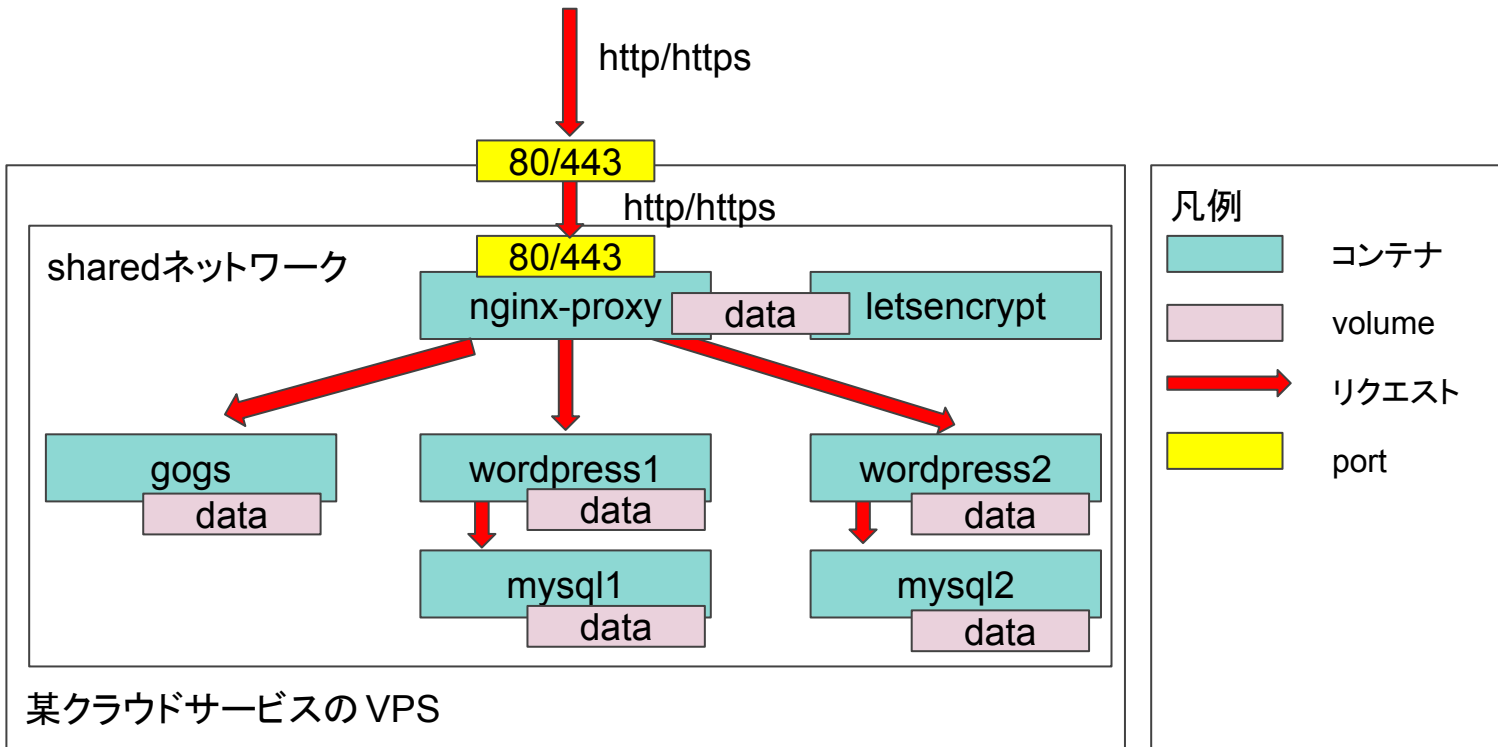 http/https
80/443
http/https
80/443
sharedネットワーク
nginx-proxy
data
letsencrypt
gogs
data
wordpress1
data
wordpress2
data
mysql1
data
mysql2
data
某クラウドサービスの VPS
凡例
コンテナ
volume
リクエスト
port